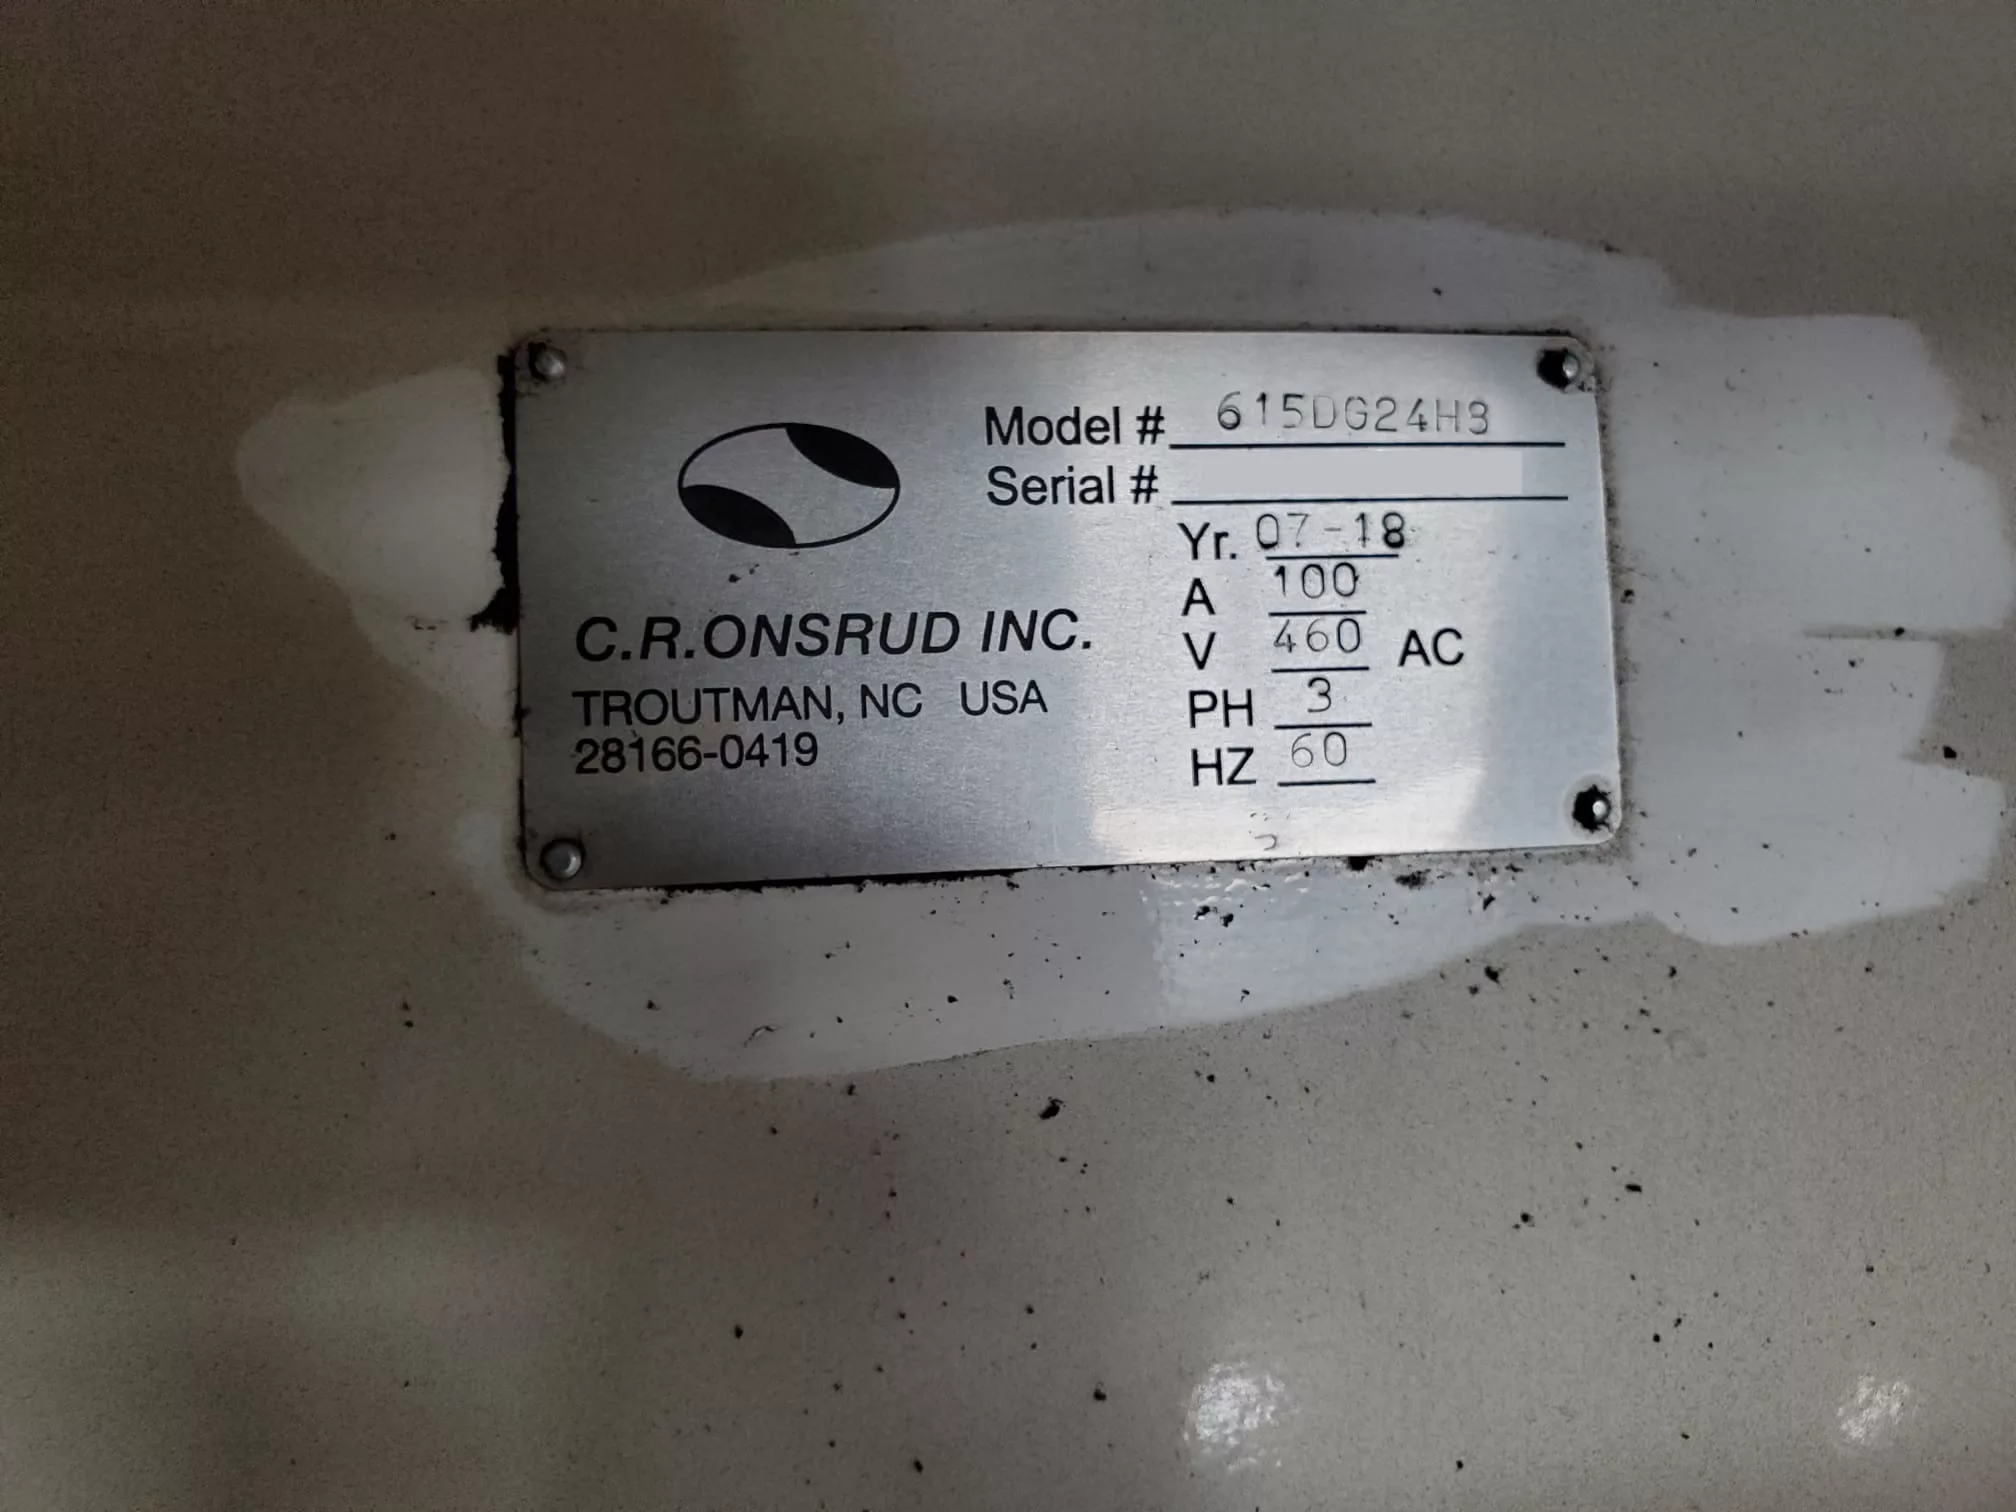 Model # 615DG24H3
Serial #
Yr. 07-18
A 100
V 460 AC
PH 3
HZ 60
C.R.ONSRUD INC.
TROUTMAN, NC USA
28166-0419